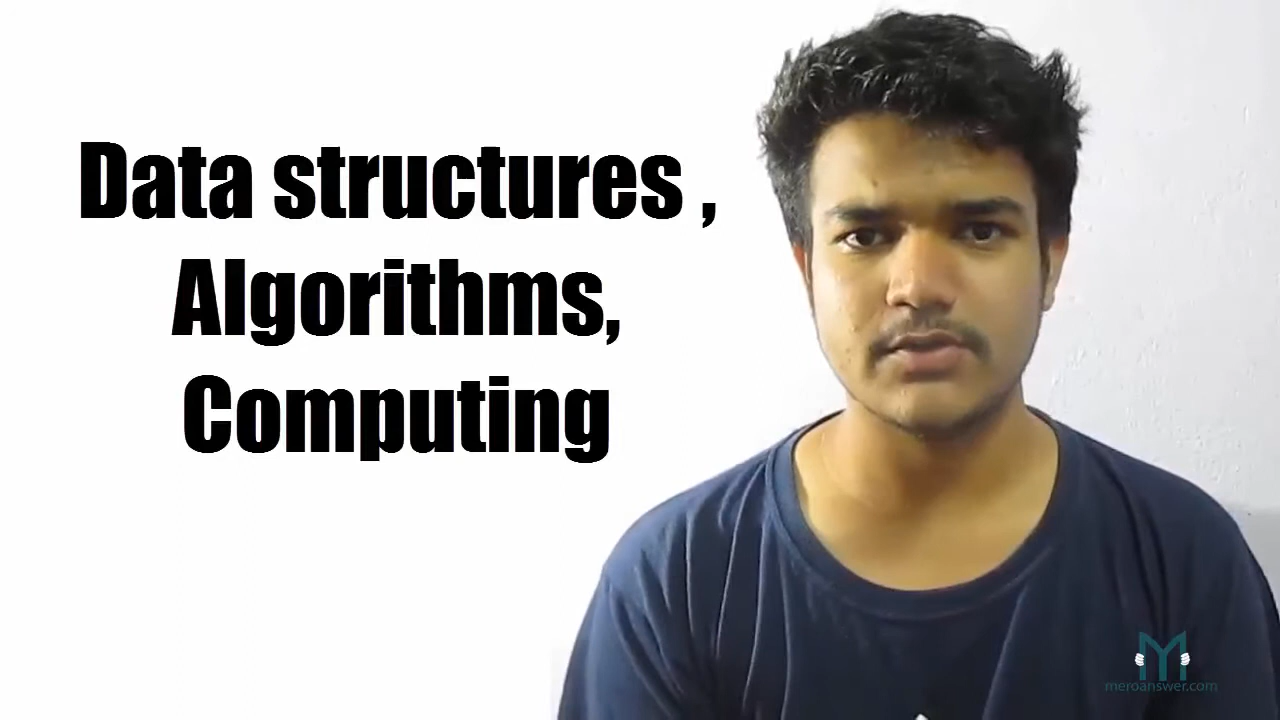 Data structures ,
Algorithms,
Computing
M
meroanswer.com